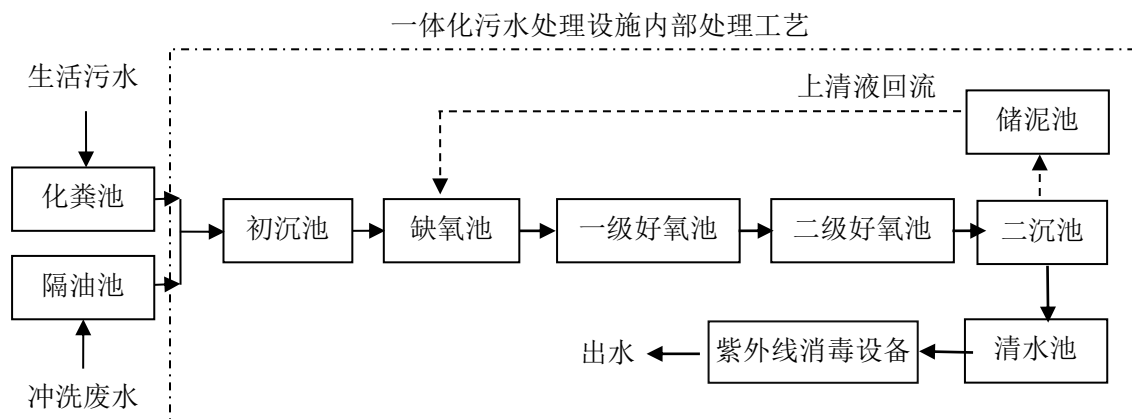 一体化污水处理设施内部处理工艺
生活污水
上清液回流
储泥池
化粪池
初沉池
缺氧池
一级好氧池
二级好氧池
二沉池
隔油池
出水
紫外线消毒设备
清水池
冲洗废水